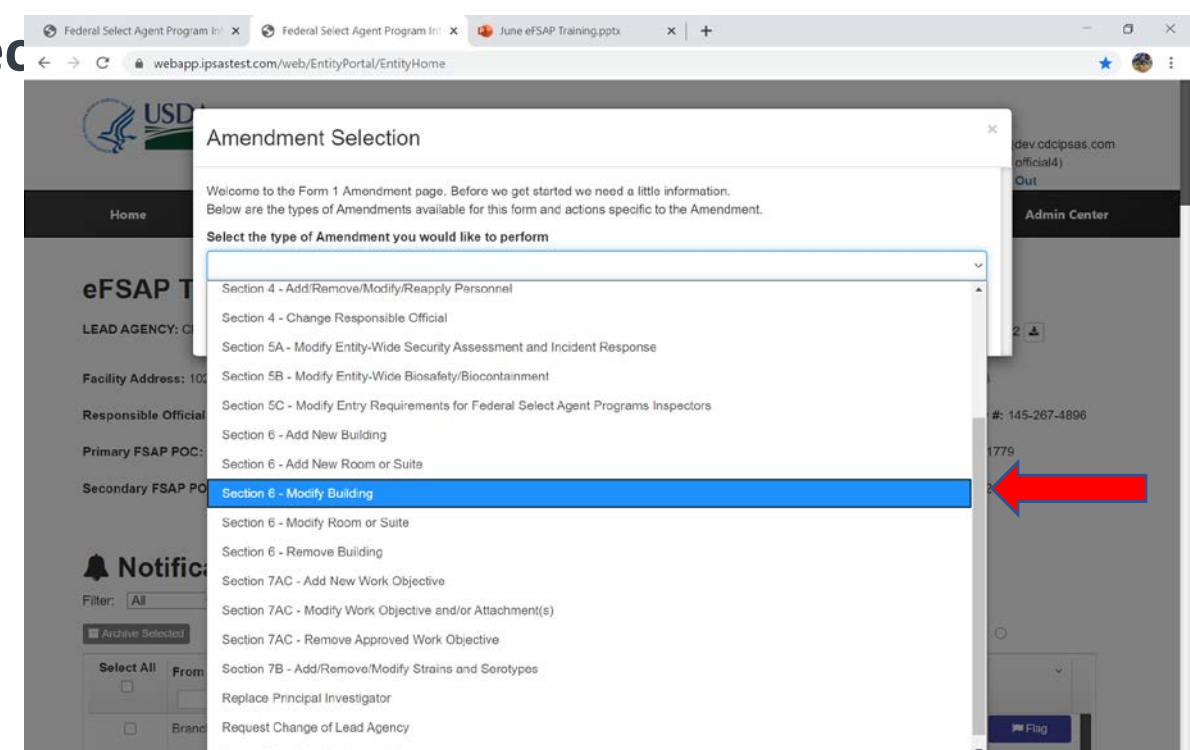 Federal Select Agent Program Inf
Federal Select Agent Program Inf
June eFSAP Training.pptx
webapp.ipsastest.com/web/EntityPortal/EntityHome
USDA
Amendment Selection
dev.cdcipsas.com
official4)
Out
Welcome to the Form 1 Amendment page. Before we get started we need a little information.
Below are the types of Amendments available for this form and actions specific to the Amendment.
Home
Admin Center
Select the type of Amendment you would like to perform
eFSAP T
Section 4 - Add/Remove/Modify/Reapply Personnel
Section 4 - Change Responsible Official
LEAD AGENCY:
2
Section 5A - Modify Entity-Wide Security Assessment and Incident Response
Facility Address: 102
Section 5B - Modify Entity-Wide Biosafety/Biocontainment
Section 5C - Modify Entry Requirements for Federal Select Agent Programs Inspectors
Responsible Official
#: 145-267-4896
Section 6 - Add New Building
Primary FSAP POC:
1779
Section 6 - Add New Room or Suite
Secondary FSAP PO
Section 6 - Modify Building
Section 6 - Modify Room or Suite
Section 6 - Remove Building
Notifica
Section 7AC - Add New Work Objective
Filter: All
Section 7AC - Modify Work Objective and/or Attachment(s)
Archive Selected
Section 7AC - Remove Approved Work Objective
Select All From
Section 7B - Add/Remove/Modify Strains and Serotypes
Replace Principal Investigator
Branc
Request Change of Lead Agency
Flag